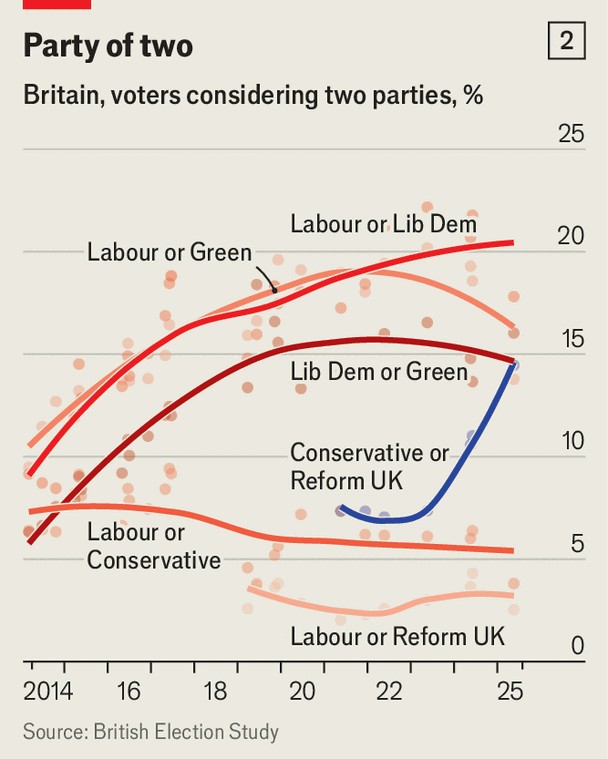 Party of two
2
Britain, voters considering two parties, %
25
Labour or Lib Dem
20
Labour or Green
15
Lib Dem or Green
10
Conservative or
Reform UK
Labour or
Conservative
5
Labour or Reform UK
0
2014 16 18 20 22 25
Source: British Election Study